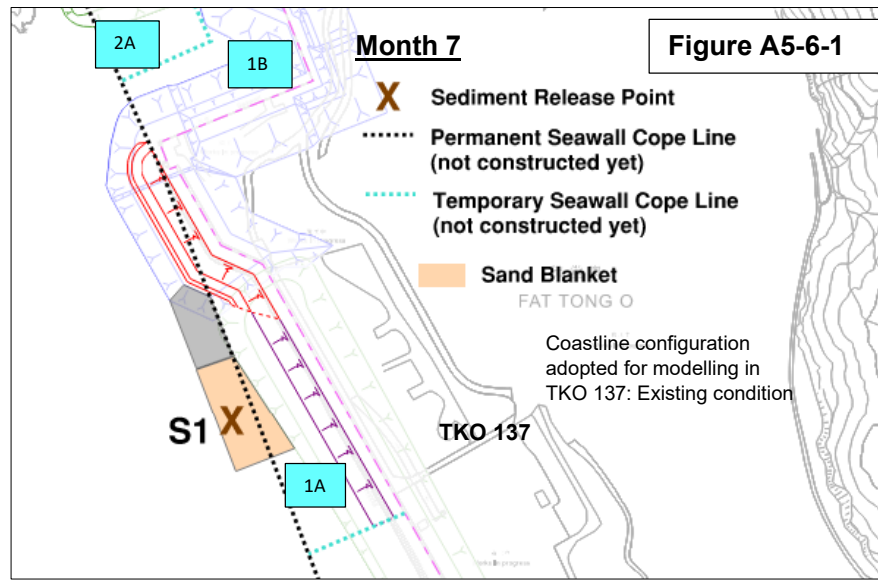 2A
1B
Month 7
Figure A5-6-1
X Sediment Release Point
Permanent Seawall Cope Line
(not constructed yet)
Temporary Seawall Cope Line
(not constructed yet)
Sand Blanket
FAT TONG O
Coastline configuration
adopted for modelling in
TKO 137: Existing condition
S1 X
TKO 137
1A